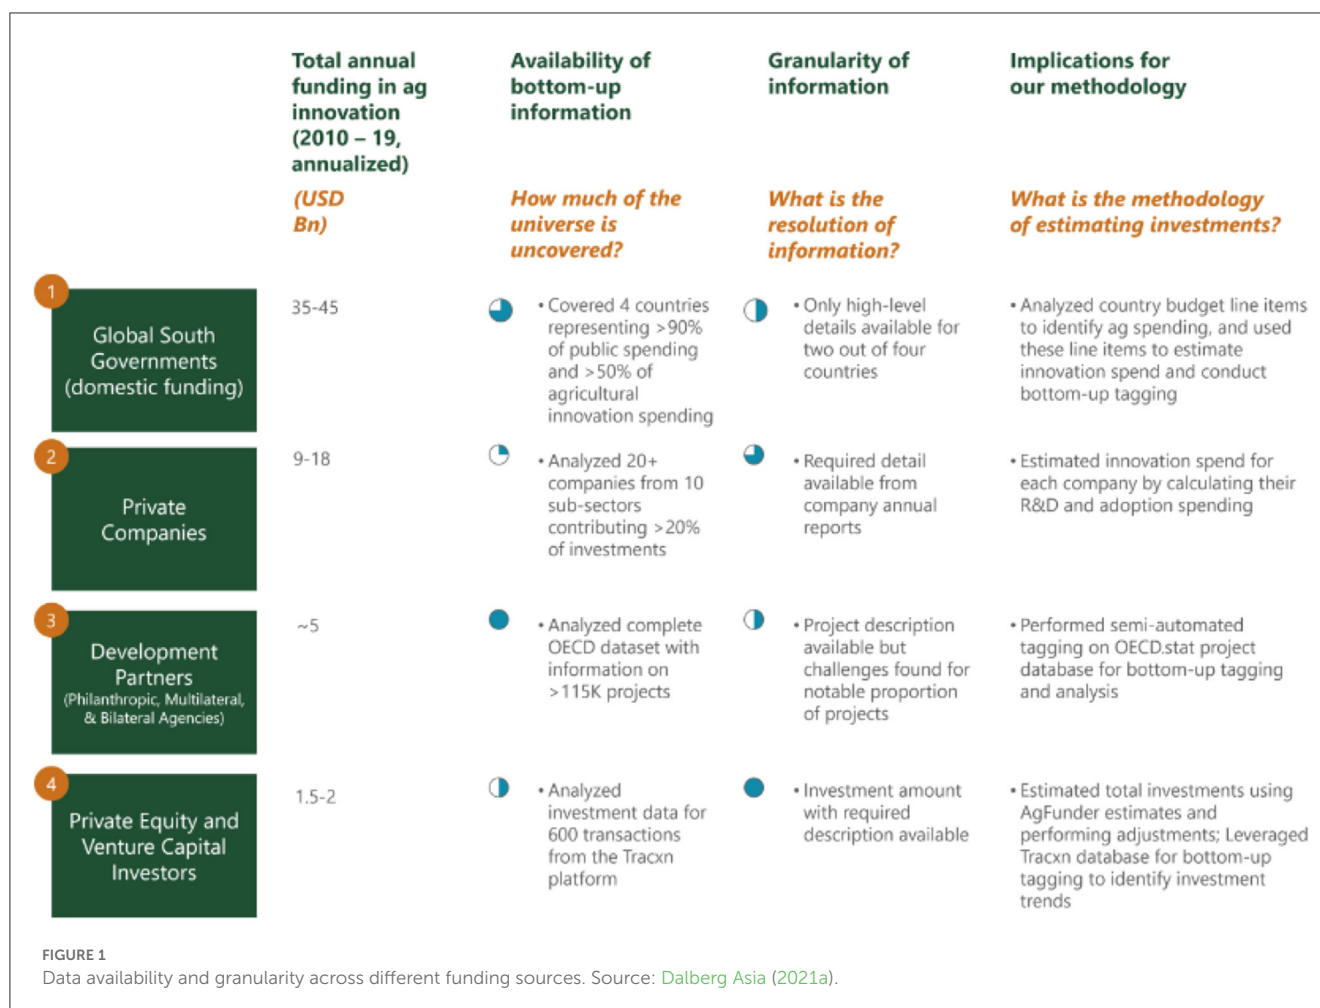 Total annual
funding in ag
innovation
(2010 – 19,
annualized)
(USD
Bn)
Availability of
bottom-up
information
How much of the
universe is
uncovered?
Granularity of
information
What is the
resolution of
information?
Implications for
our methodology
What is the methodology
of estimating investments?
1
Global South
Governments
(domestic funding)
35-45
• Covered 4 countries
representing >90%
of public spending
and >50% of
agricultural
innovation spending
• Only high-level
details available for
two out of four
countries
• Analyzed country budget line items
to identify ag spending, and used
these line items to estimate
innovation spend and conduct
bottom-up tagging
2
Private
Companies
9-18
• Analyzed 20+
companies from 10
sub-sectors
contributing >20%
of investments
• Required detail
available from
company annual
reports
• Estimated innovation spend for
each company by calculating their
R&D and adoption spending
3
Development
Partners
(Philanthropic, Multilateral,
& Bilateral Agencies)
~5
• Analyzed complete
OECD dataset with
information on
>115K projects
• Project description
available but
challenges found for
notable proportion
of projects
• Performed semi-automated
tagging on OECD.stat project
database for bottom-up tagging
and analysis
4
Private Equity and
Venture Capital
Investors
1.5-2
• Analyzed
investment data for
600 transactions
from the Tracxn
platform
• Investment amount
with required
description available
• Estimated total investments using
AgFunder estimates and
performing adjustments; Leveraged
Tracxn database for bottom-up
tagging to identify investment
trends
FIGURE 1
Data availability and granularity across different funding sources. Source: Dalberg Asia (2021a).